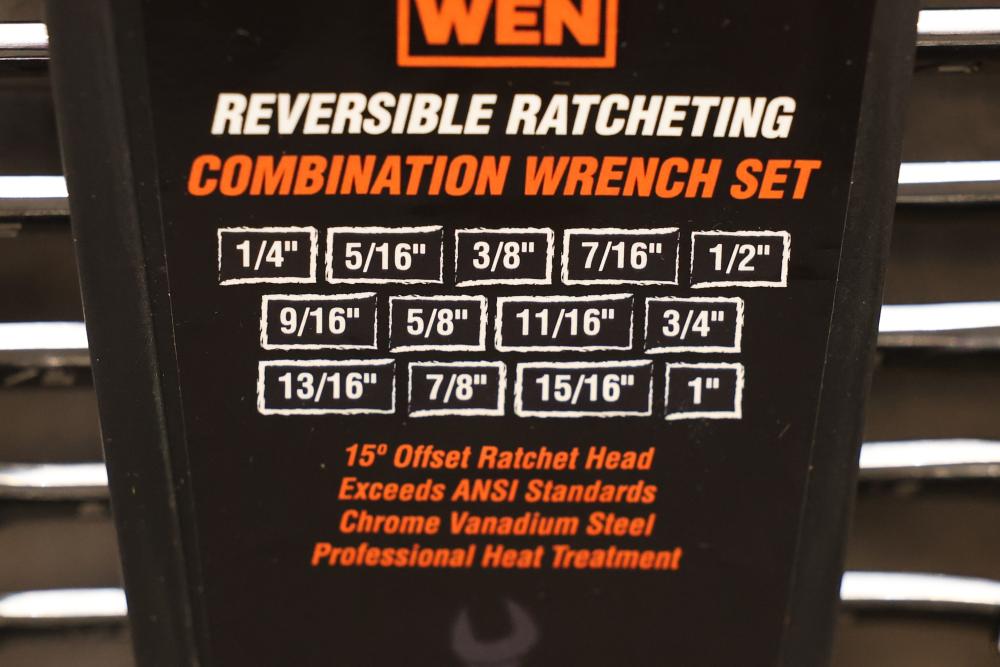 WEN
REVERSIBLE RATCHETING
COMBINATION WRENCH SET
1/4" 5/16" 3/8" 7/16" 1/2"
9/16" 5/8" 11/16" 3/4"
13/16" 7/8" 15/16" 1"
15º Offset Ratchet Head
Exceeds ANSI Standards
Chrome Vanadium Steel
Professional Heat Treatment